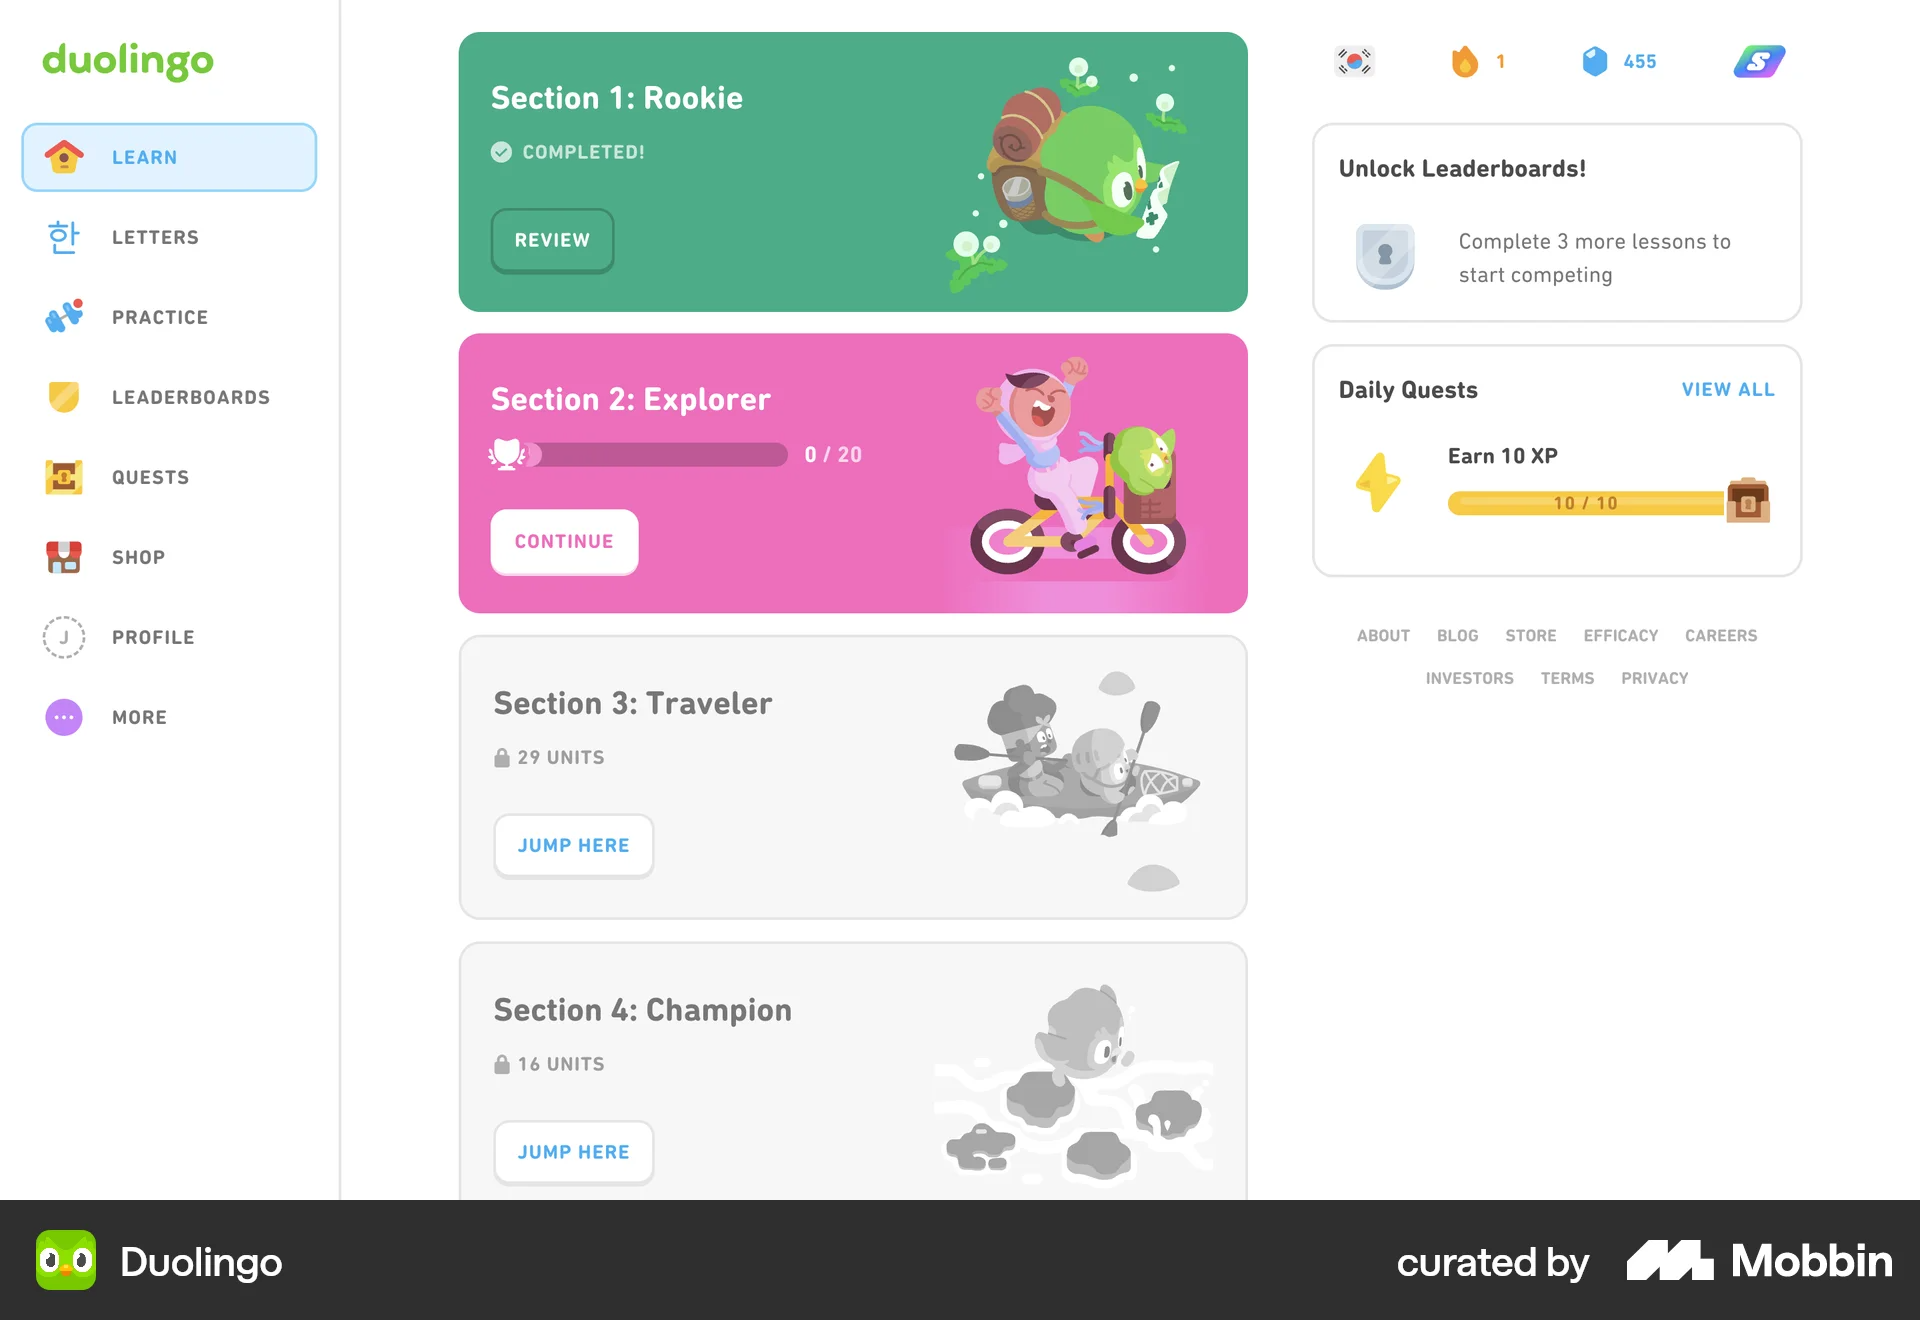 duolingo
LEARN
한
LETTERS
PRACTICE
LEADERBOARDS
QUESTS
SHOP
J
PROFILE
MORE
Section 1: Rookie
COMPLETED!
REVIEW
Section 2: Explorer
0 / 20
CONTINUE
Section 3: Traveler
29 UNITS
JUMP HERE
Section 4: Champion
16 UNITS
JUMP HERE
1
455
S
Unlock Leaderboards!
Complete 3 more lessons to
start competing
Daily Quests
VIEW ALL
Earn 10 XP
10 / 10
ABOUT BLOG STORE EFFICACY CAREERS
INVESTORS TERMS PRIVACY
Duolingo
curated by
Mobbin